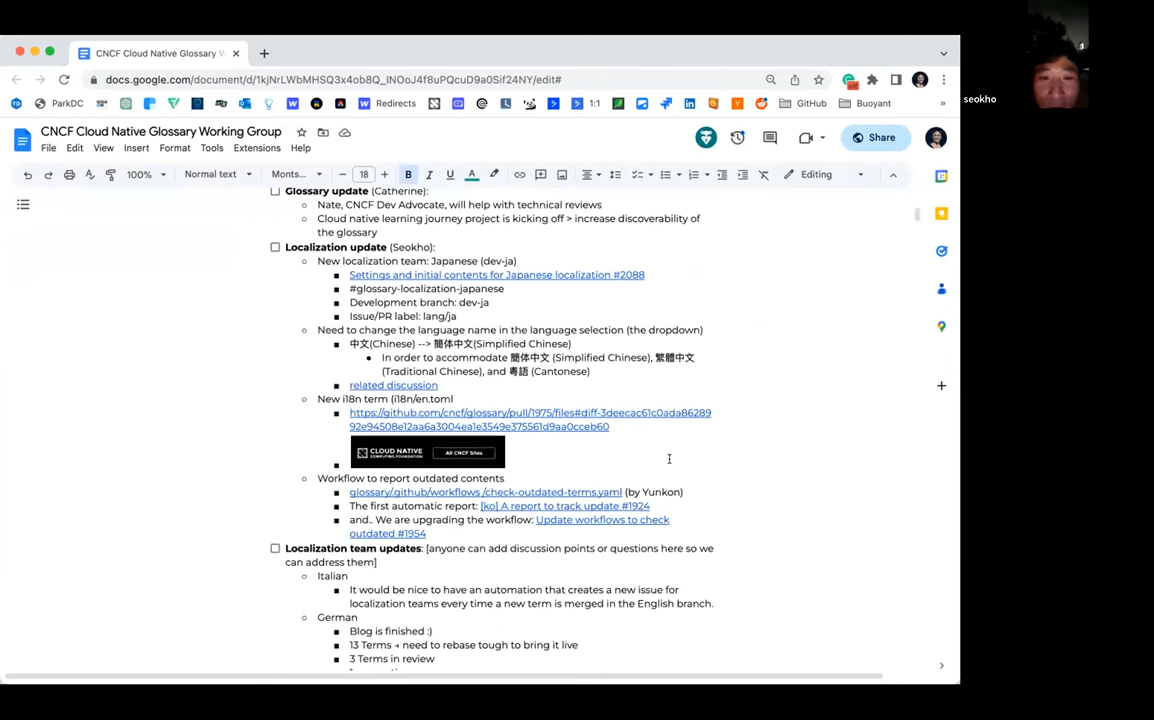 CNCF Cloud Native Glossary W
docs.google.com/document/d/1kjNrLWbMHSQ3x4ob8Q_INOoJ4f8uPQcuD9a0Sif24NY/edit#
ParkDC
Redirects
1:1
GitHub
Buoyant
seokho
CNCF Cloud Native Glossary Working Group
Share
File Edit View Insert Format Tools Extensions Help
100% Normal text Monts... 18 B I U A Editing
Glossary update (Catherine):
Nate, CNCF Dev Advocate, will help with technical reviews
Cloud native learning journey project is kicking off > increase discoverability of
the glossary
Localization update (Seokho):
New localization team: Japanese (dev-ja)
Settings and initial contents for Japanese localization #2088
#glossary-localization-japanese
Development branch: dev-ja
Issue/PR label: lang/ja
Need to change the language name in the language selection (the dropdown)
中文(Chinese) --> 简体中文(Simplified Chinese)
In order to accommodate 简体中文 (Simplified Chinese), 繁體中文
(Traditional Chinese), and 粵語 (Cantonese)
related discussion
New i18n term (i18n/en.toml
https://github.com/cncf/glossary/pull/1975/files#diff-3deecac61c0ada86289
92e94508e12aa6a3004ea1e3549e375561d9aa0cceb60
CLOUD NATIVE
COMPUTING FOUNDATION
All CNCF Sites
Workflow to report outdated contents
glossary/.github/workflows /check-outdated-terms.yaml (by Yunkon)
The first automatic report: [ko] A report to track update #1924
and.. We are upgrading the workflow: Update workflows to check
outdated #1954
Localization team updates: [anyone can add discussion points or questions here so we
can address them]
Italian
It would be nice to have an automation that creates a new issue for
localization teams every time a new term is merged in the English branch.
German
Blog is finished :)
13 Terms → need to rebase tough to bring it live
3 Terms in review